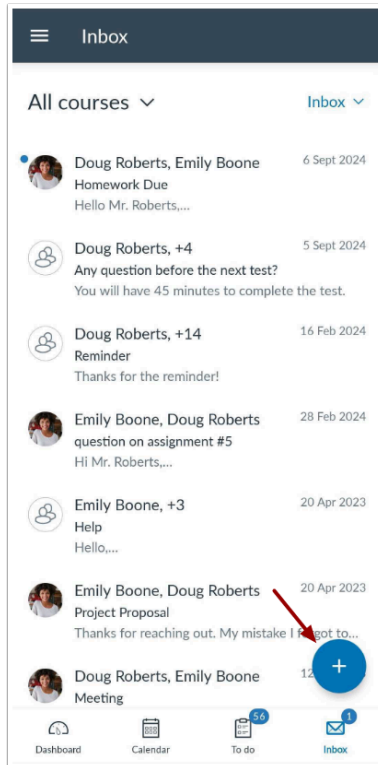 Inbox
All courses
Inbox
Doug Roberts, Emily Boone
6 Sept 2024
Homework Due
Hello Mr. Roberts,...
Doug Roberts, +4
5 Sept 2024
Any question before the next test?
You will have 45 minutes to complete the test.
Doug Roberts, +14
16 Feb 2024
Reminder
Thanks for the reminder!
Emily Boone, Doug Roberts
28 Feb 2024
question on assignment #5
Hi Mr. Roberts,...
Emily Boone, +3
20 Apr 2023
Help
Hello,...
Emily Boone, Doug Roberts
20 Apr 2023
Project Proposal
Thanks for reaching out. My mistake I forgot to...
Doug Roberts, Emily Boone
Meeting
56
1
Dashboard
Calendar
To do
Inbox